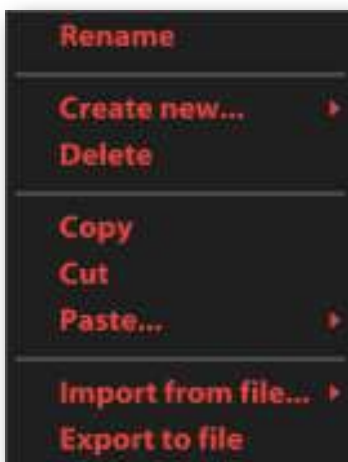 Rename
Create new...
Delete
Copy
Cut
Paste...
Import from file...
Export to file